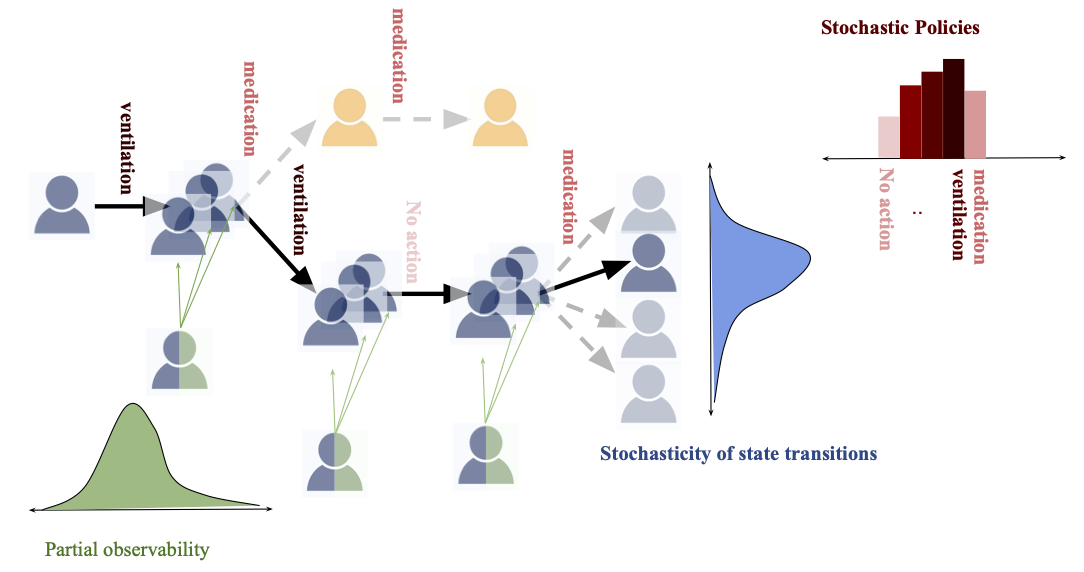 medication
Stochastic Policies
medication
ventilation
ventilation
medication
No action
No action
..
ventilation
medication
Stochasticity of state transitions
Partial observability